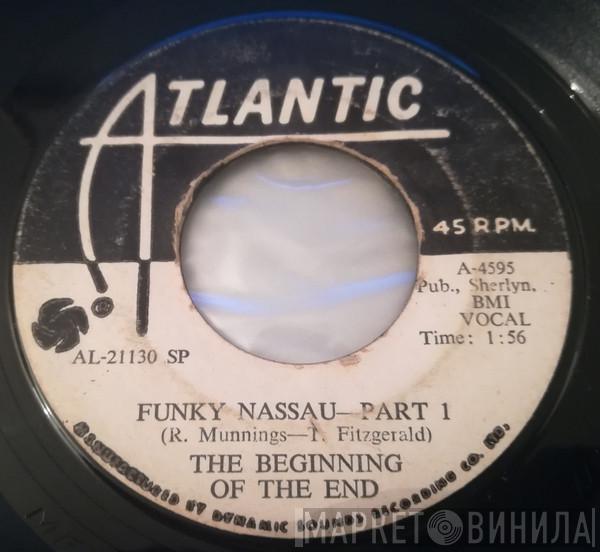 ATLANTIC
45 R.P.M.
A-4595
Pub., Sherlyn,
BMI
VOCAL
Time: 1:56
AL-21130 SP
FUNKY NASSAU—PART 1
(R. Munnings—T. Fitzgerald)
THE BEGINNING
OF THE END
MANUFACTURED BY DYNAMIC SOUNDS RECORDING CO. LTD.
МАРКЕТ ВИНИЛА